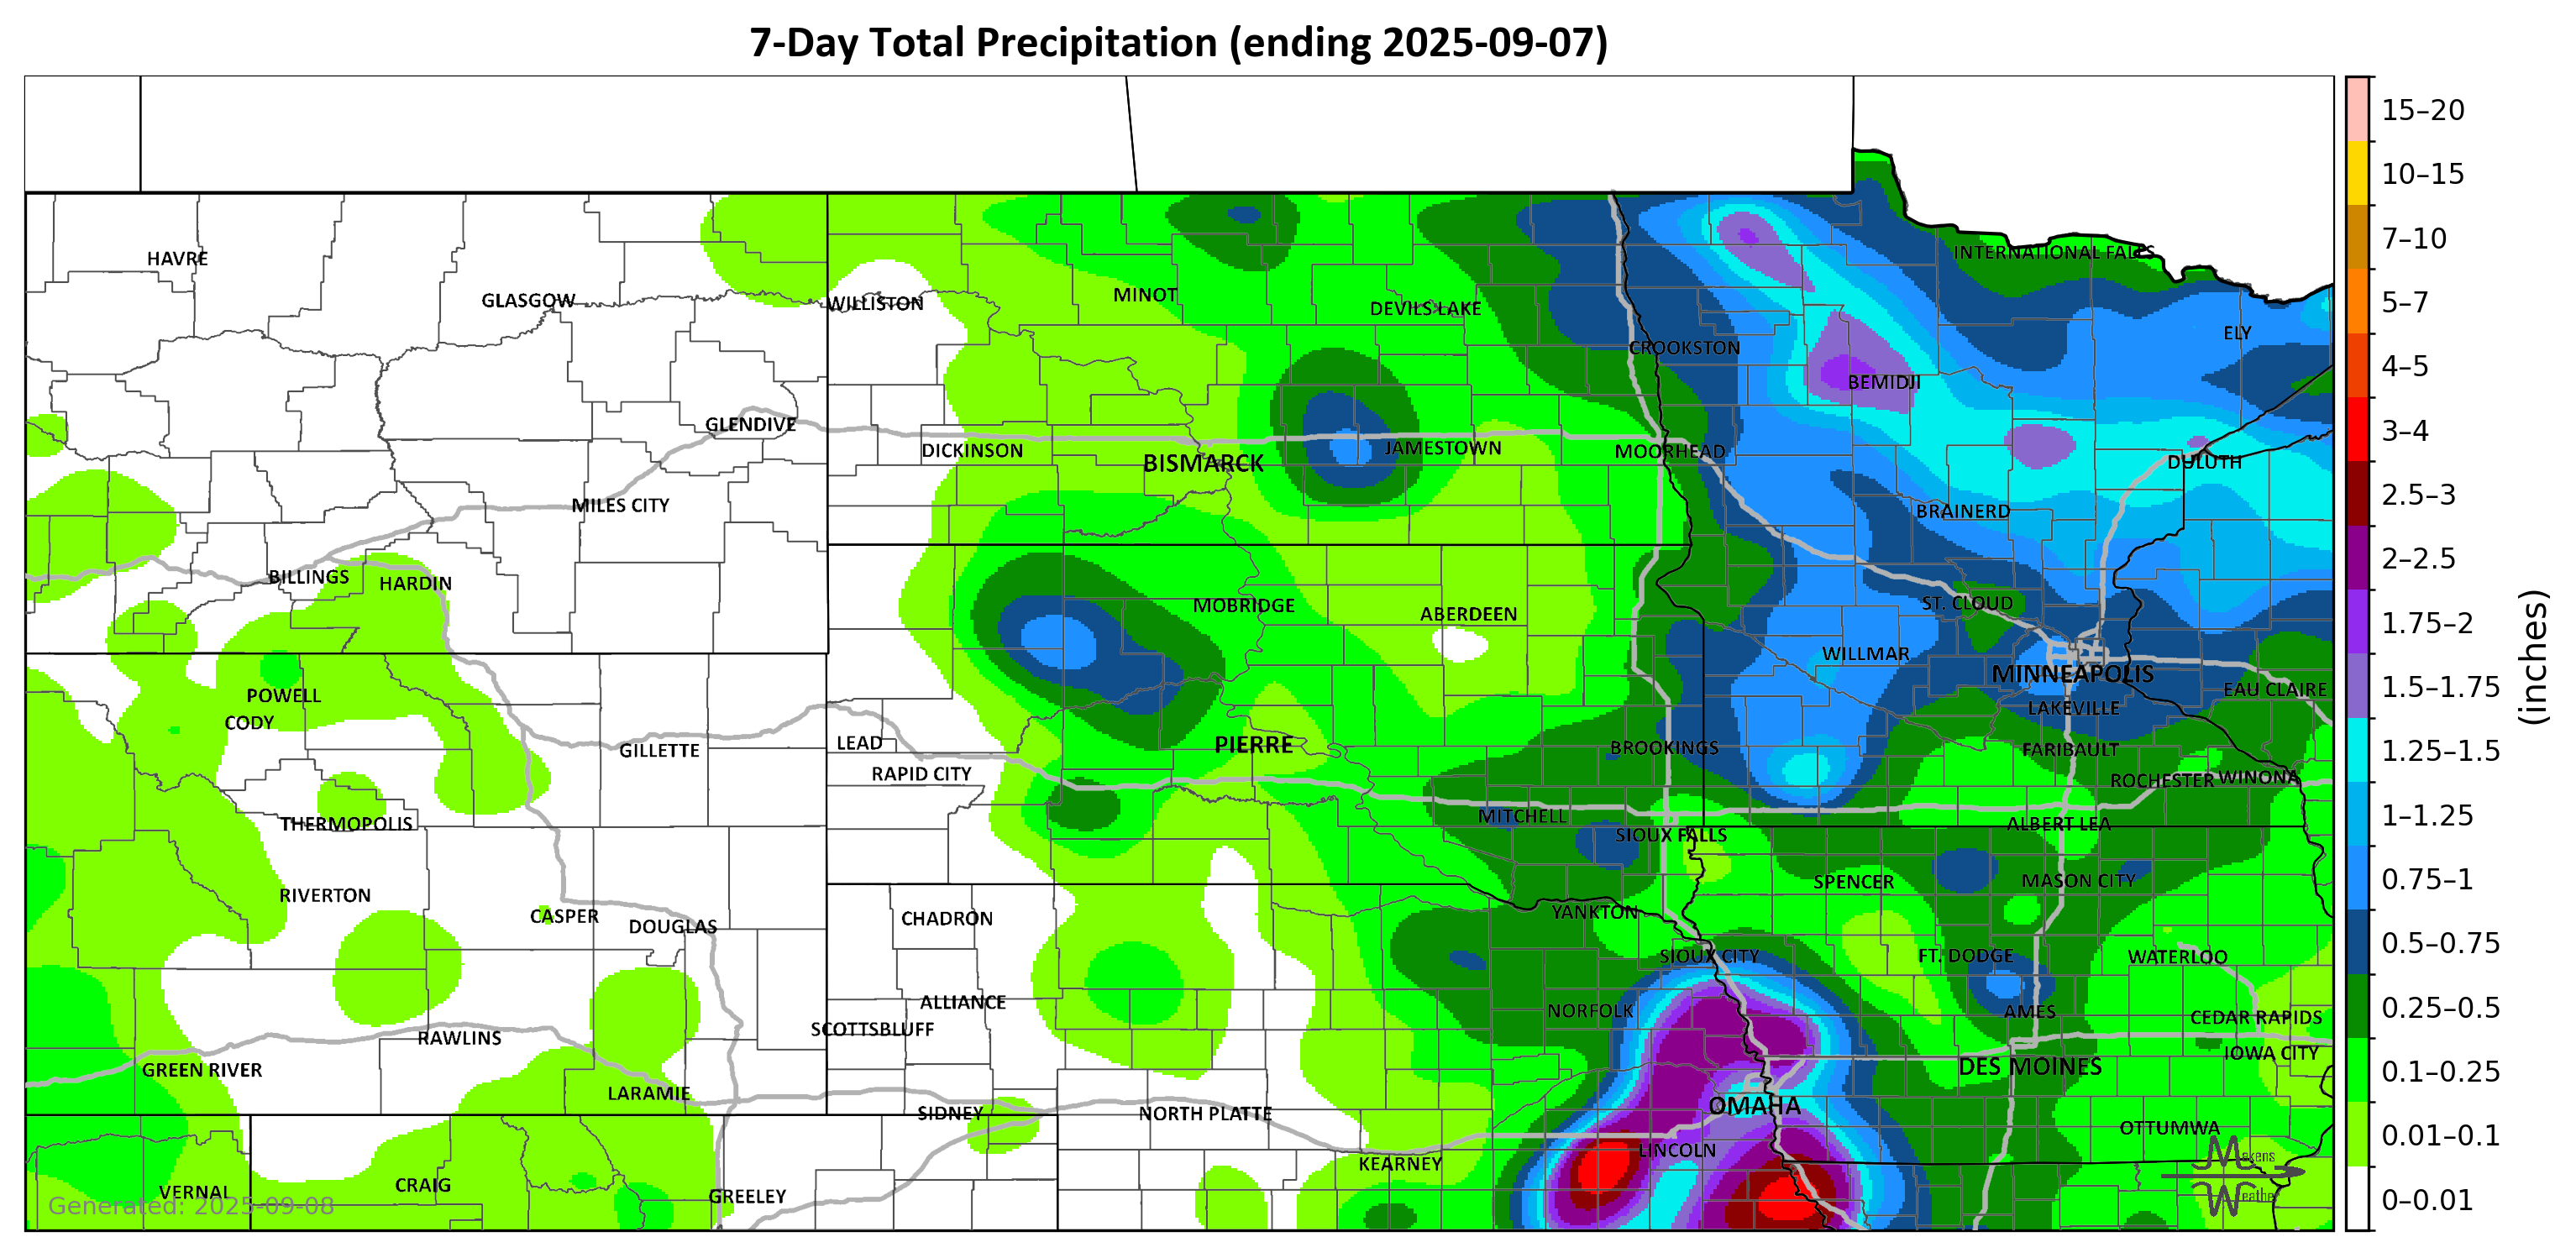 7-Day Total Precipitation (ending 2025-09-07)
HAVRE
GLASGOW
WILLISTON
MINOT
DEVILS LAKE
INTERNATIONAL FALLS
ELY
CROOKSTON
BEMIDJI
GLENDIVE
DICKINSON
BISMARCK
JAMESTOWN
MOORHEAD
DULUTH
MILES CITY
BRAINERD
BILLINGS
HARDIN
MOBRIDGE
ABERDEEN
ST. CLOUD
WILLMAR
MINNEAPOLIS
EAU CLAIRE
POWELL
CODY
LAKEVILLE
GILLETTE
LEAD
PIERRE
BROOKINGS
FARIBAULT
RAPID CITY
ROCHESTER
WINONA
THERMOPOLIS
MITCHELL
SIOUX FALLS
ALBERT LEA
RIVERTON
SPENCER
MASON CITY
CASPER
DOUGLAS
CHADRON
YANKTON
SIOUX CITY
FT. DODGE
WATERLOO
ALLIANCE
NORFOLK
AMES
CEDAR RAPIDS
SCOTTSBLUFF
RAWLINS
IOWA CITY
GREEN RIVER
DES MOINES
LARAMIE
SIDNEY
NORTH PLATTE
OMAHA
OTTUMWA
LINCOLN
KEARNEY
VERNAL
CRAIG
GREELEY
Generated: 2025-09-08
Makens
Weather
15–20
10–15
7–10
5–7
4–5
3–4
2.5–3
2–2.5
1.75–2
1.5–1.75
1.25–1.5
1–1.25
0.75–1
0.5–0.75
0.25–0.5
0.1–0.25
0.01–0.1
0–0.01
(inches)